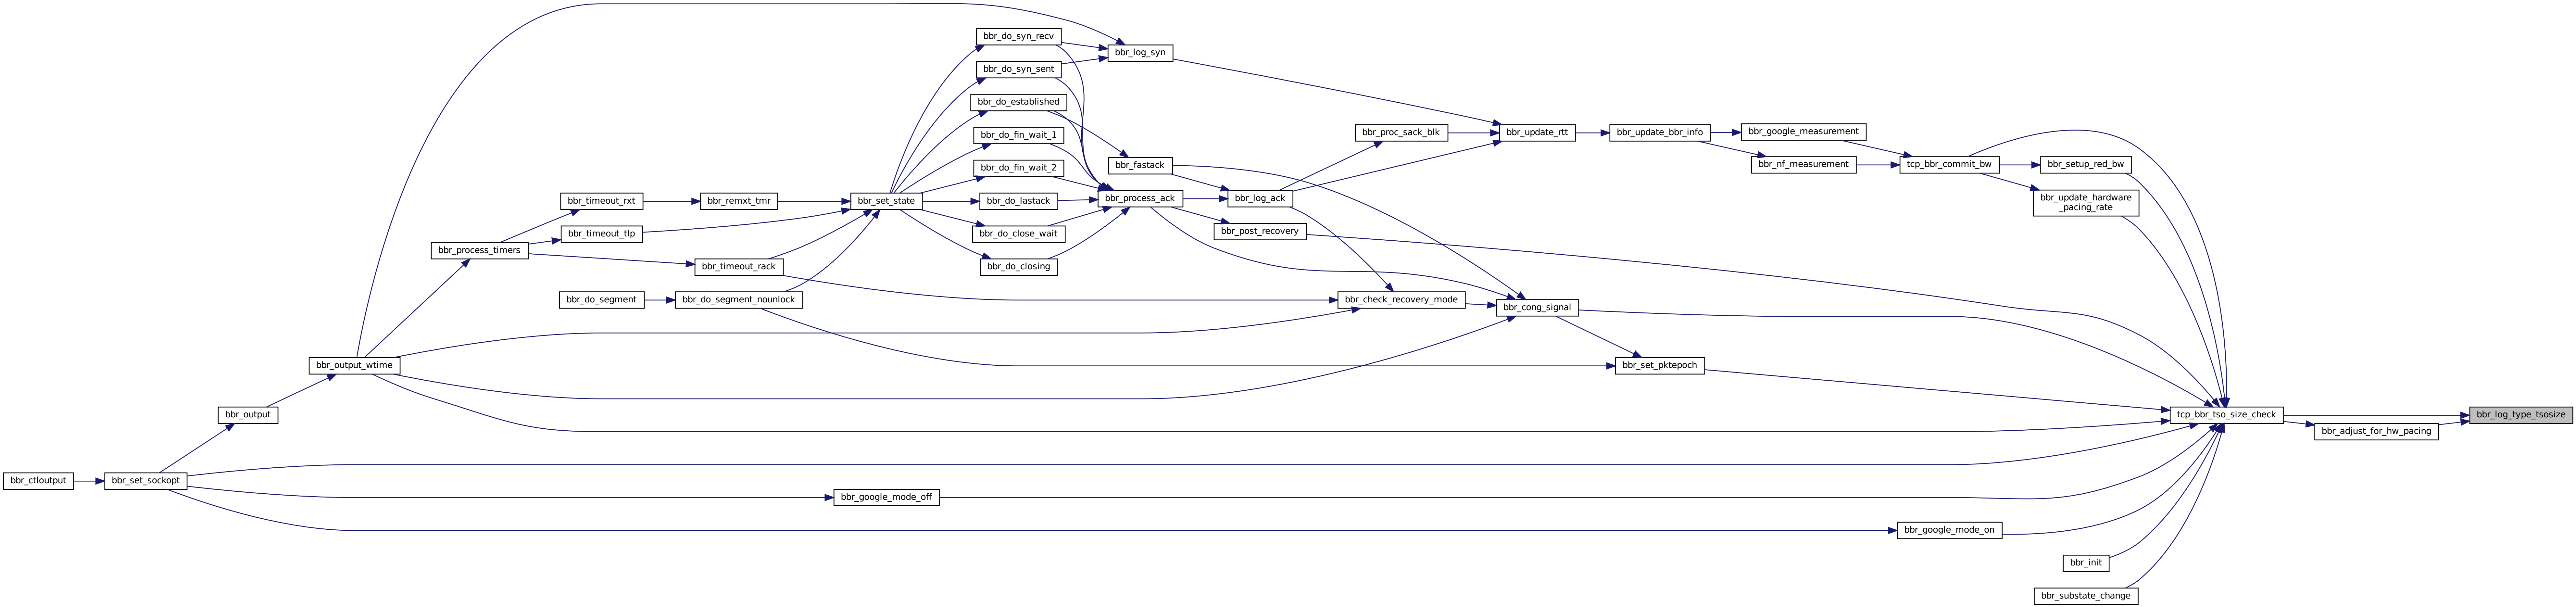 bbr_do_syn_recv
bbr_log_syn
bbr_do_syn_sent
bbr_do_established
bbr_do_fin_wait_1
bbr_proc_sack_blk
bbr_update_rtt
bbr_update_bbr_info
bbr_google_measurement
bbr_do_fin_wait_2
bbr_fastack
bbr_nf_measurement
tcp_bbr_commit_bw
bbr_setup_red_bw
bbr_timeout_rxt
bbr_remxt_tmr
bbr_set_state
bbr_do_lastack
bbr_process_ack
bbr_log_ack
bbr_update_hardware
_pacing_rate
bbr_timeout_tlp
bbr_do_close_wait
bbr_post_recovery
bbr_process_timers
bbr_timeout_rack
bbr_do_closing
bbr_do_segment
bbr_do_segment_nounlock
bbr_check_recovery_mode
bbr_cong_signal
bbr_output_wtime
bbr_set_pktepoch
bbr_output
tcp_bbr_tso_size_check
bbr_log_type_tsosize
bbr_adjust_for_hw_pacing
bbr_ctloutput
bbr_set_sockopt
bbr_google_mode_off
bbr_google_mode_on
bbr_init
bbr_substate_change